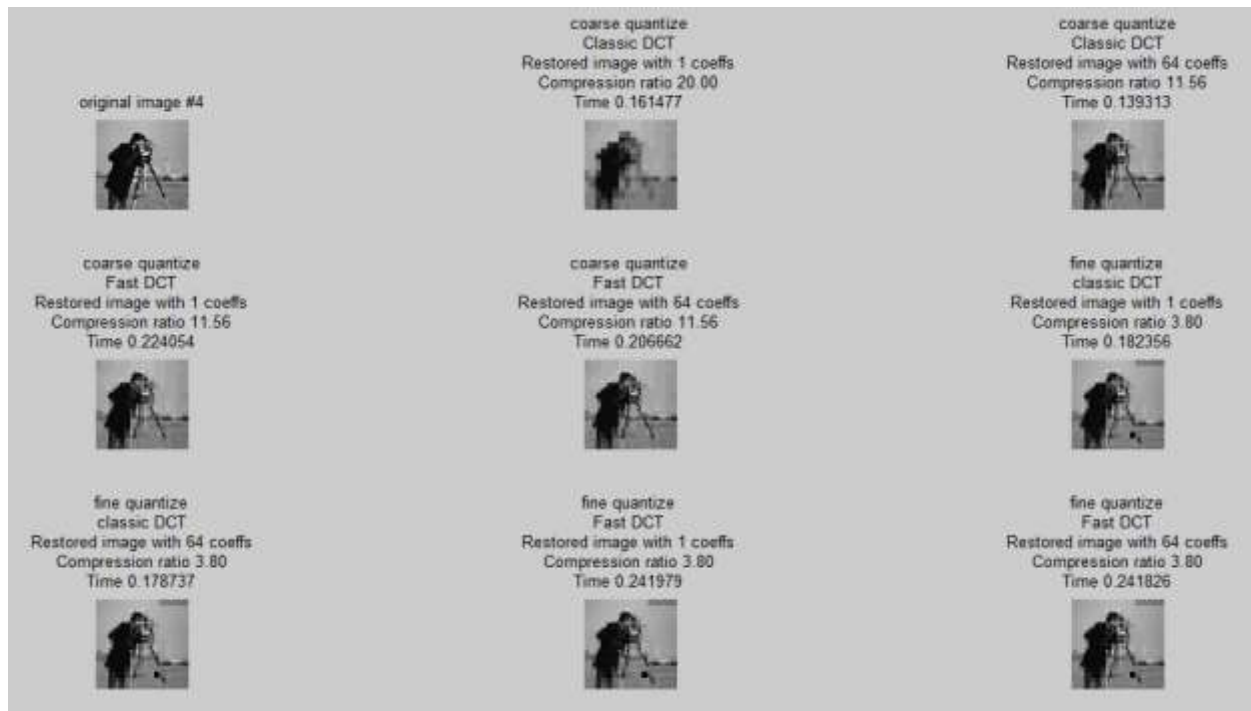 original image #4
coarse quantize
Classic DCT
Restored image with 1 coeffs
Compression ratio 20.00
Time 0.161477
coarse quantize
Classic DCT
Restored image with 64 coeffs
Compression ratio 11.56
Time 0.139313
coarse quantize
Fast DCT
Restored image with 1 coeffs
Compression ratio 11.56
Time 0.224054
coarse quantize
Fast DCT
Restored image with 64 coeffs
Compression ratio 11.56
Time 0.206662
fine quantize
classic DCT
Restored image with 1 coeffs
Compression ratio 3.80
Time 0.182356
fine quantize
classic DCT
Restored image with 64 coeffs
Compression ratio 3.80
Time 0.178737
fine quantize
Fast DCT
Restored image with 1 coeffs
Compression ratio 3.80
Time 0.241979
fine quantize
Fast DCT
Restored image with 64 coeffs
Compression ratio 3.80
Time 0.241826